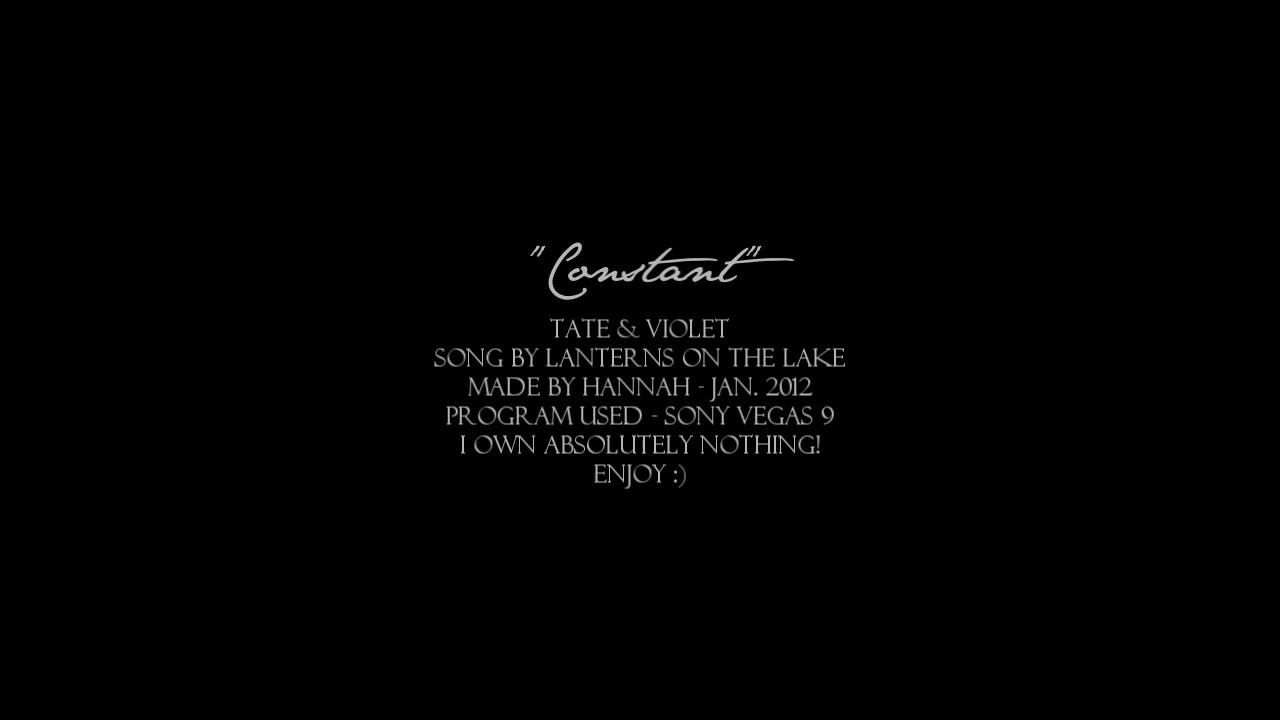 "Constant"
TATE & VIOLET
SONG BY LANTERNS ON THE LAKE
MADE BY HANNAH - JAN. 2012
PROGRAM USED - SONY VEGAS 9
I OWN ABSOLUTELY NOTHING!
ENJOY :)